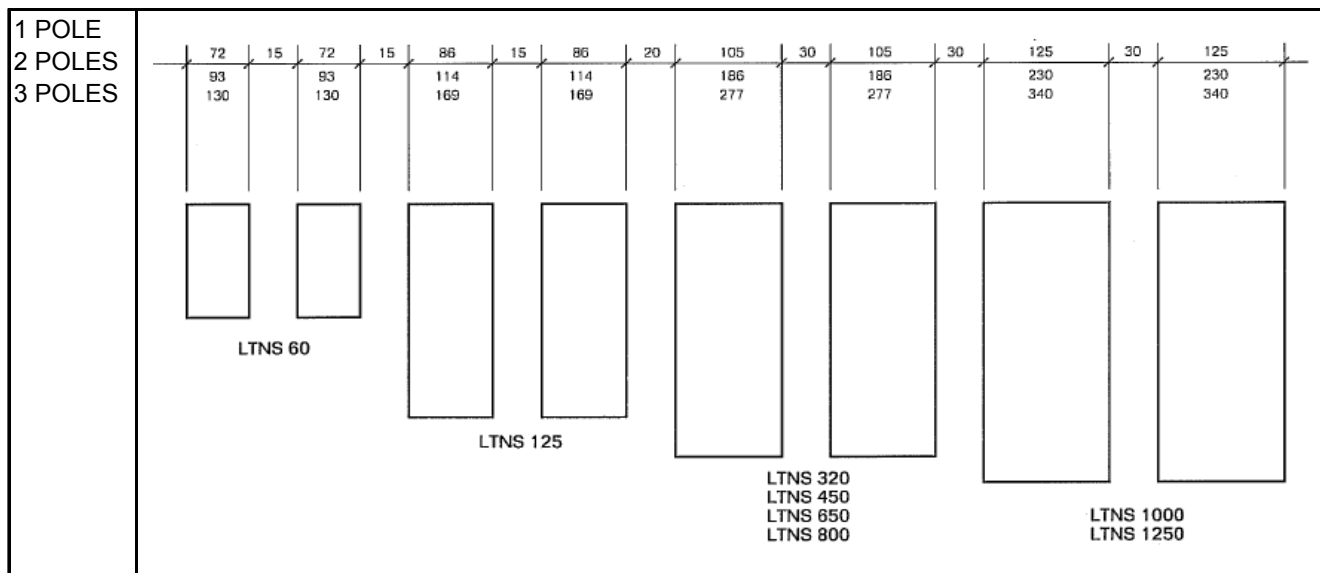 1 POLE
2 POLES
3 POLES
72 15 72 15 86 15 86 20 105 30 105 30 125 30 125
93 93 114 114 186 186 230 230
130 130 169 169 277 277 340 340
LTNS 60
LTNS 125
LTNS 320
LTNS 450
LTNS 650
LTNS 800
LTNS 1000
LTNS 1250